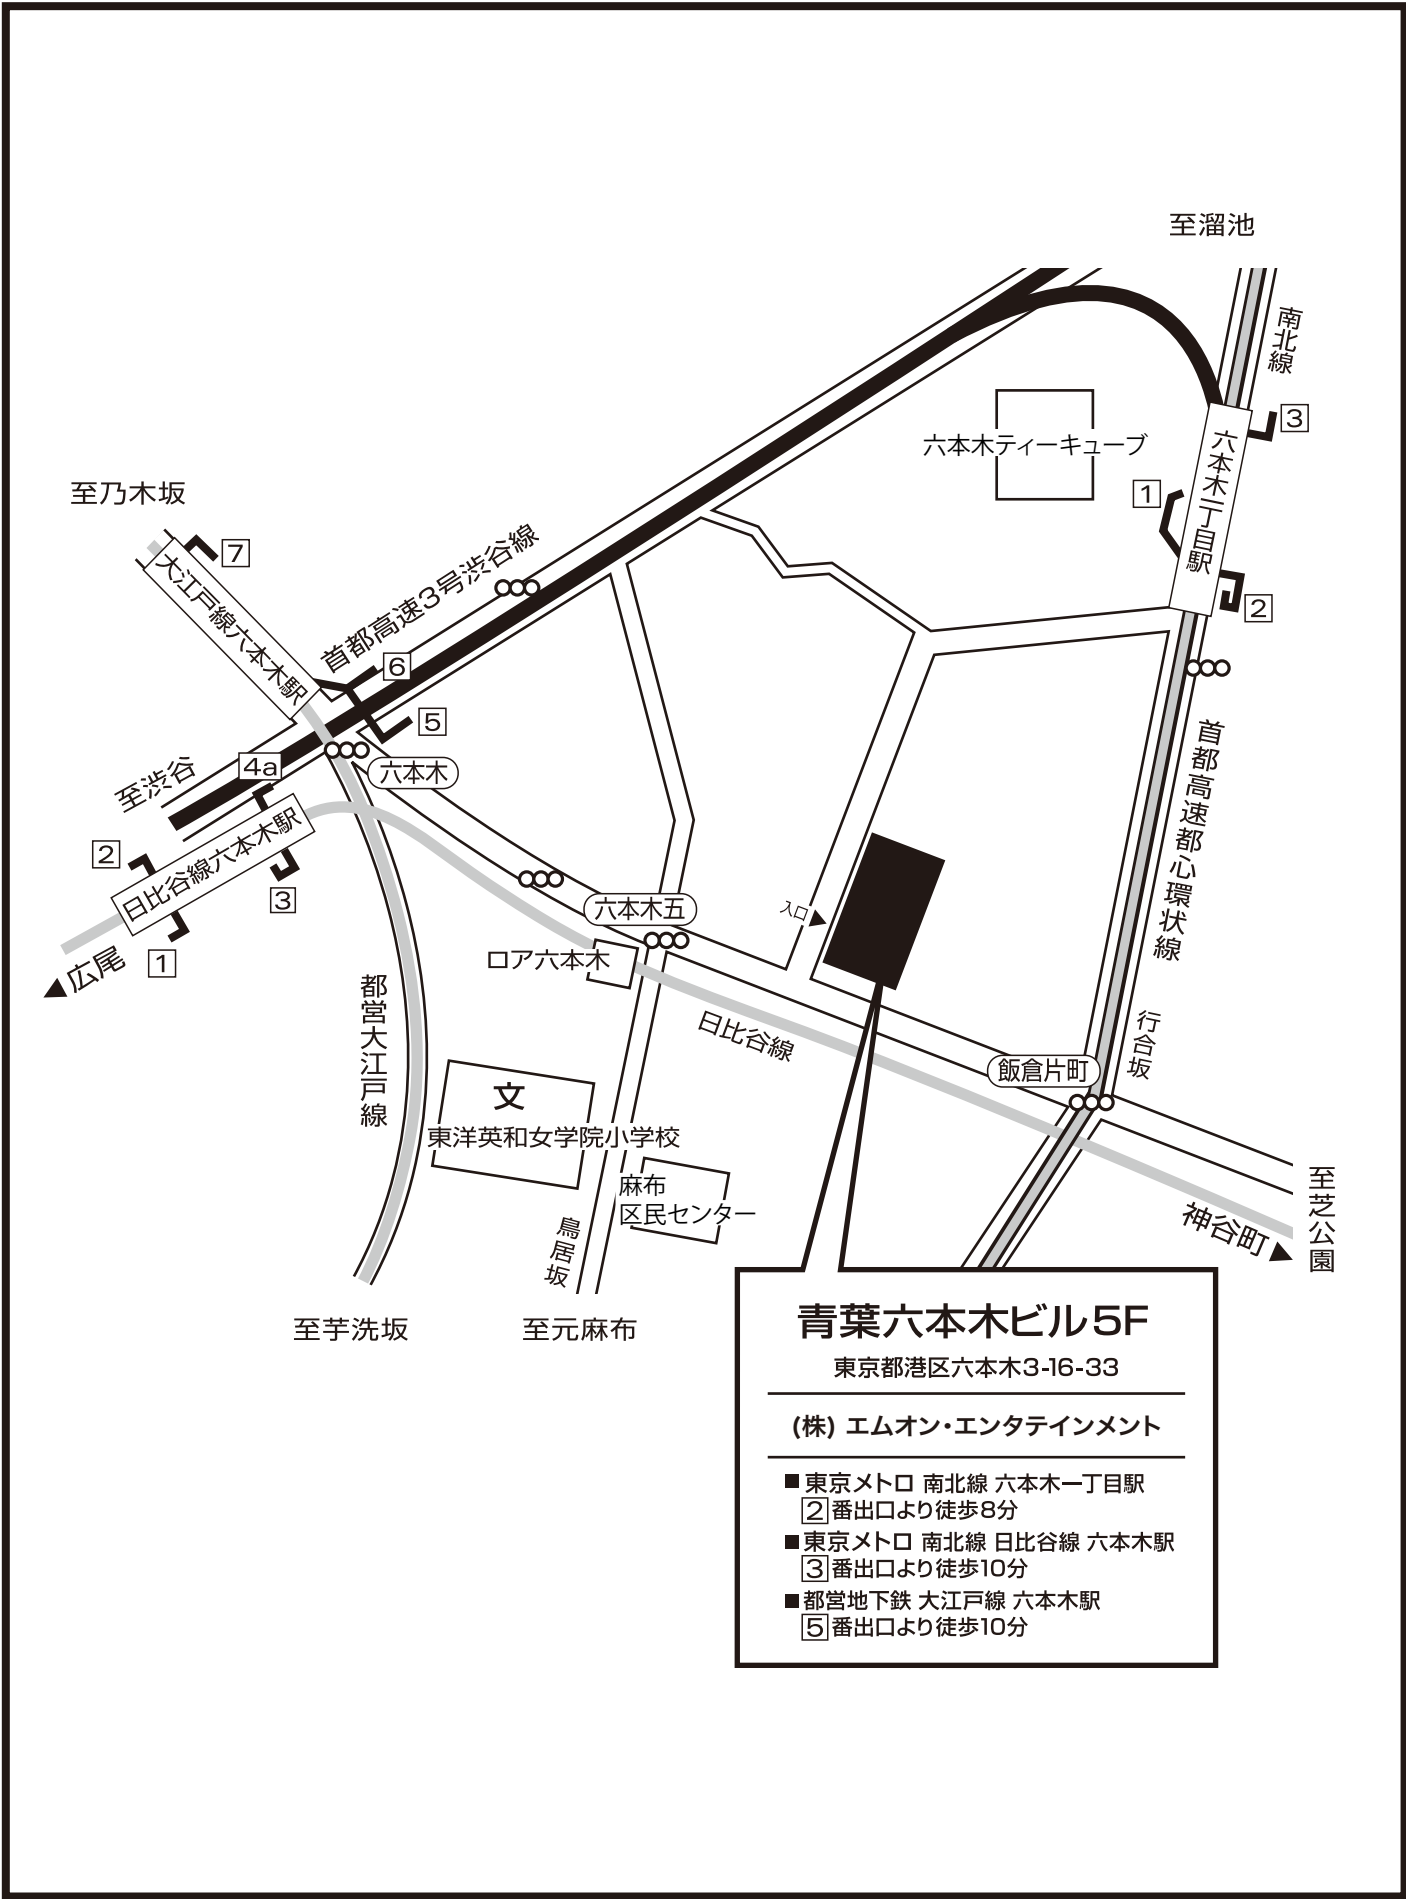 至溜池
南北線
3
六本木ティーキューブ
六本木一丁目駅
1
2
至乃木坂
7
大江戸線六本木駅
首都高速3号渋谷線
6
5
至渋谷
4a
六本木
首都高速都心環状線
日比谷線六本木駅
2
3
1
広尾
六本木五
入口
ロア六本木
都営大江戸線
日比谷線
行合坂
飯倉片町
文
東洋英和女学院小学校
麻布
区民センター
鳥居坂
神谷町
至芝公園
至芋洗坂
至元麻布
青葉六本木ビル5F
東京都港区六本木3-16-33
(株) エムオン・エンタテインメント
■東京メトロ 南北線 六本木一丁目駅
2番出口より徒歩8分
■東京メトロ 南北線 日比谷線 六本木駅
3番出口より徒歩10分
■都営地下鉄 大江戸線 六本木駅
5番出口より徒歩10分